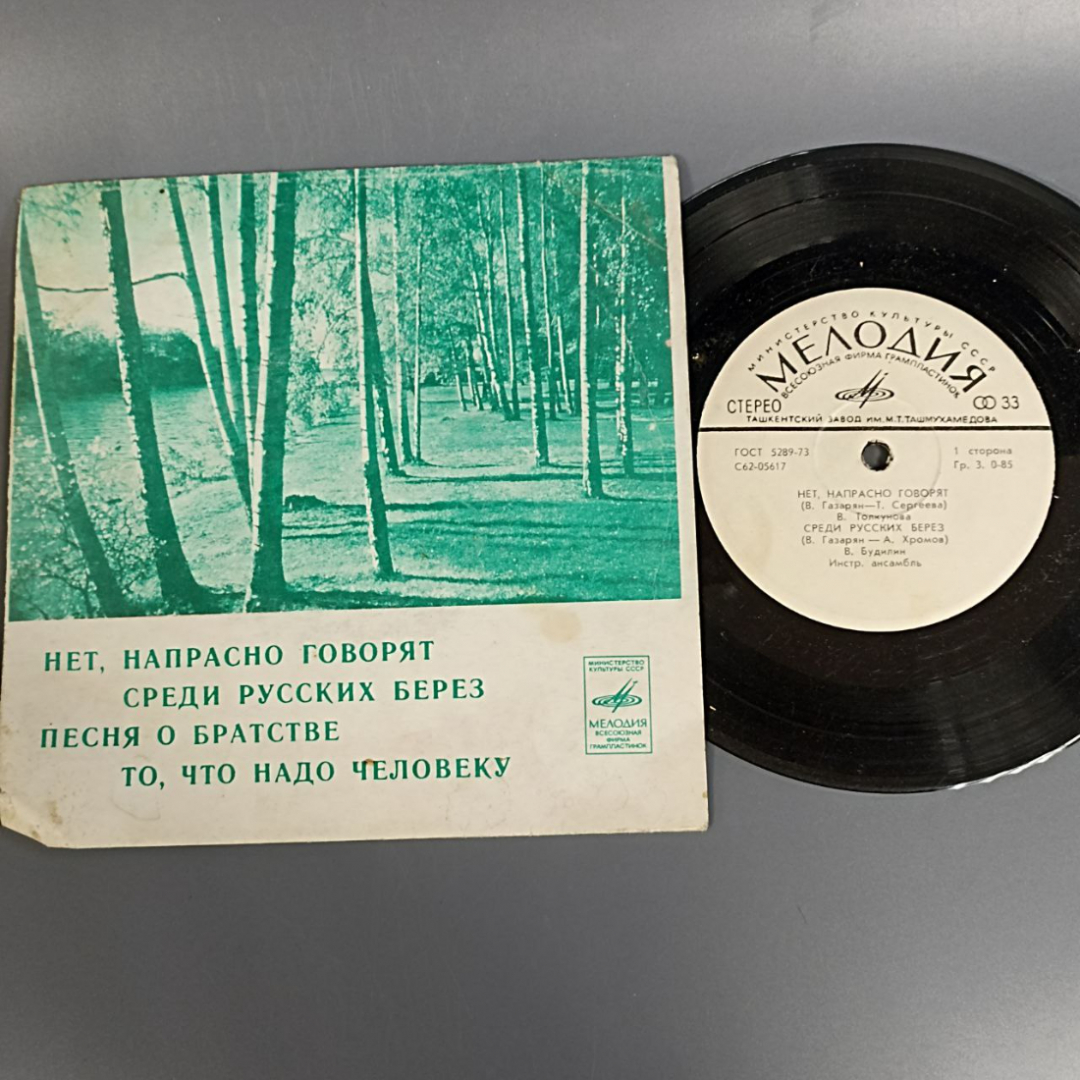 НЕТ, НАПРАСНО ГОВОРЯТ
СРЕДИ РУССКИХ БЕРЕЗ
ПЕСНЯ О БРАТСТВЕ
ТО, ЧТО НАДО ЧЕЛОВЕКУ
МИНИСТЕРСТВО
КУЛЬТУРЫ СССР
МЕЛОДИЯ
ВСЕСОЮЗНАЯ
ФИРМА
ГРАМПЛАСТИНОК
МИНИСТЕРСТВО КУЛЬТУРЫ СССР
МЕЛОДИЯ
ВСЕСОЮЗНАЯ ФИРМА ГРАМПЛАСТИНОК
СТЕРЕО
33
ТАШКЕНТСКИЙ ЗАВОД ИМ. М. Т. ТАШМУХАМЕДОВА
ГОСТ 5289-73
С62-05617
1 сторона
Гр. 3. 0-85
НЕТ, НАПРАСНО ГОВОРЯТ
(В. Газарян—Т. Сергеева)
В. Толкунова
СРЕДИ РУССКИХ БЕРЕЗ
(В. Газарян — А. Хромов)
В. Будилин
Инстр. ансамбль